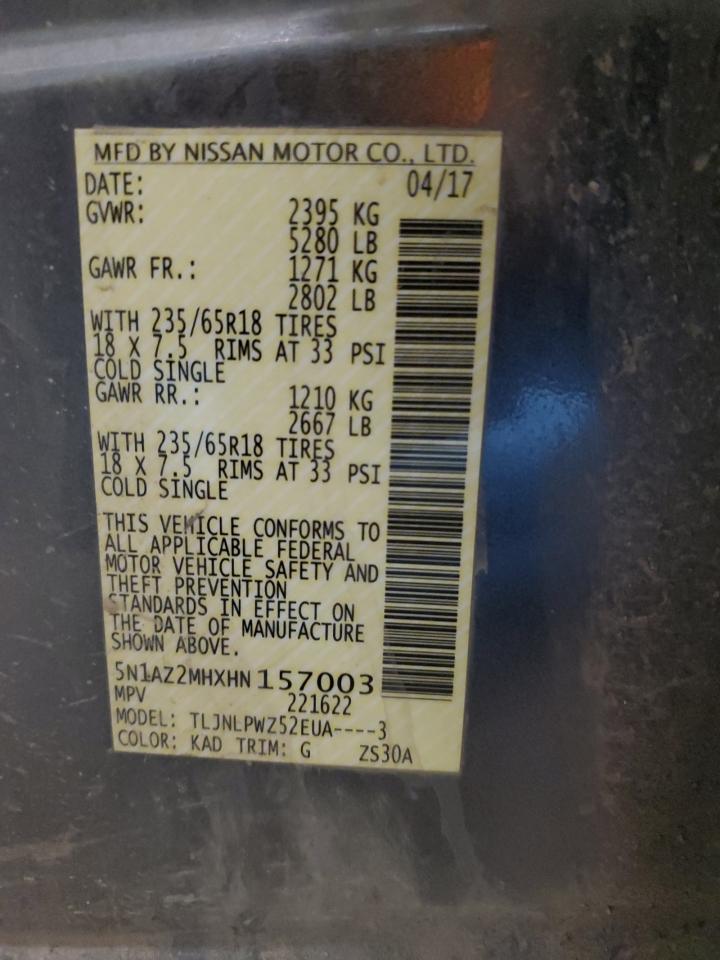 MFD BY NISSAN MOTOR CO., LTD.
DATE: 04/17
GVWR: 2395 KG
5280 LB
GAWR FR.: 1271 KG
2802 LB
WITH 235/65R18 TIRES
18 X 7.5 RIMS AT 33 PSI
COLD SINGLE
GAWR RR.: 1210 KG
2667 LB
WITH 235/65R18 TIRES
18 X 7.5 RIMS AT 33 PSI
COLD SINGLE
THIS VEHICLE CONFORMS TO
ALL APPLICABLE FEDERAL
MOTOR VEHICLE SAFETY AND
THEFT PREVENTION
STANDARDS IN EFFECT ON
THE DATE OF MANUFACTURE
SHOWN ABOVE.
5N1AZ2MHXHN157003
MPV 221622
MODEL: TLJNLPWZ52EUA----3
COLOR: KAD TRIM: G ZS30A